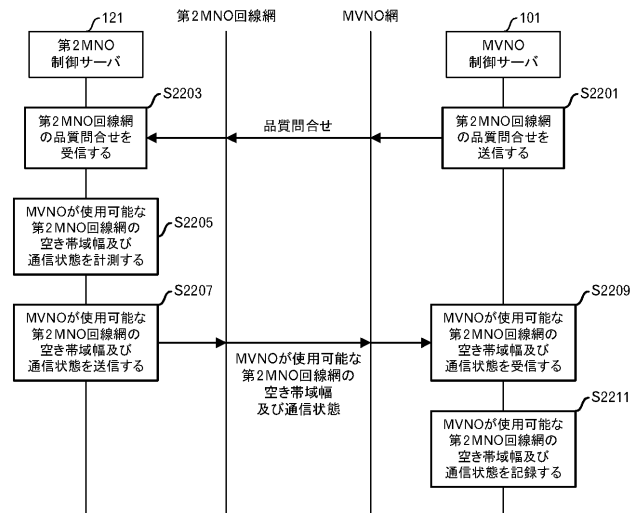 121
第2MNO
制御サーバ
第2MNO回線網
MVNO網
101
MVNO
制御サーバ
S2203
第2MNO回線網
の品質問合せを
受信する
品質問合せ
S2201
第2MNO回線網
の品質問合せを
送信する
S2205
MVNOが使用可能な
第2MNO回線網の
空き帯域幅及び
通信状態を計測する
S2207
MVNOが使用可能な
第2MNO回線網の
空き帯域幅及び
通信状態を送信する
MVNOが使用可能な
第2MNO回線網の
空き帯域幅
及び通信状態
S2209
MVNOが使用可能な
第2MNO回線網の
空き帯域幅及び
通信状態を受信する
S2211
MVNOが使用可能な
第2MNO回線網の
空き帯域幅及び
通信状態を記録する